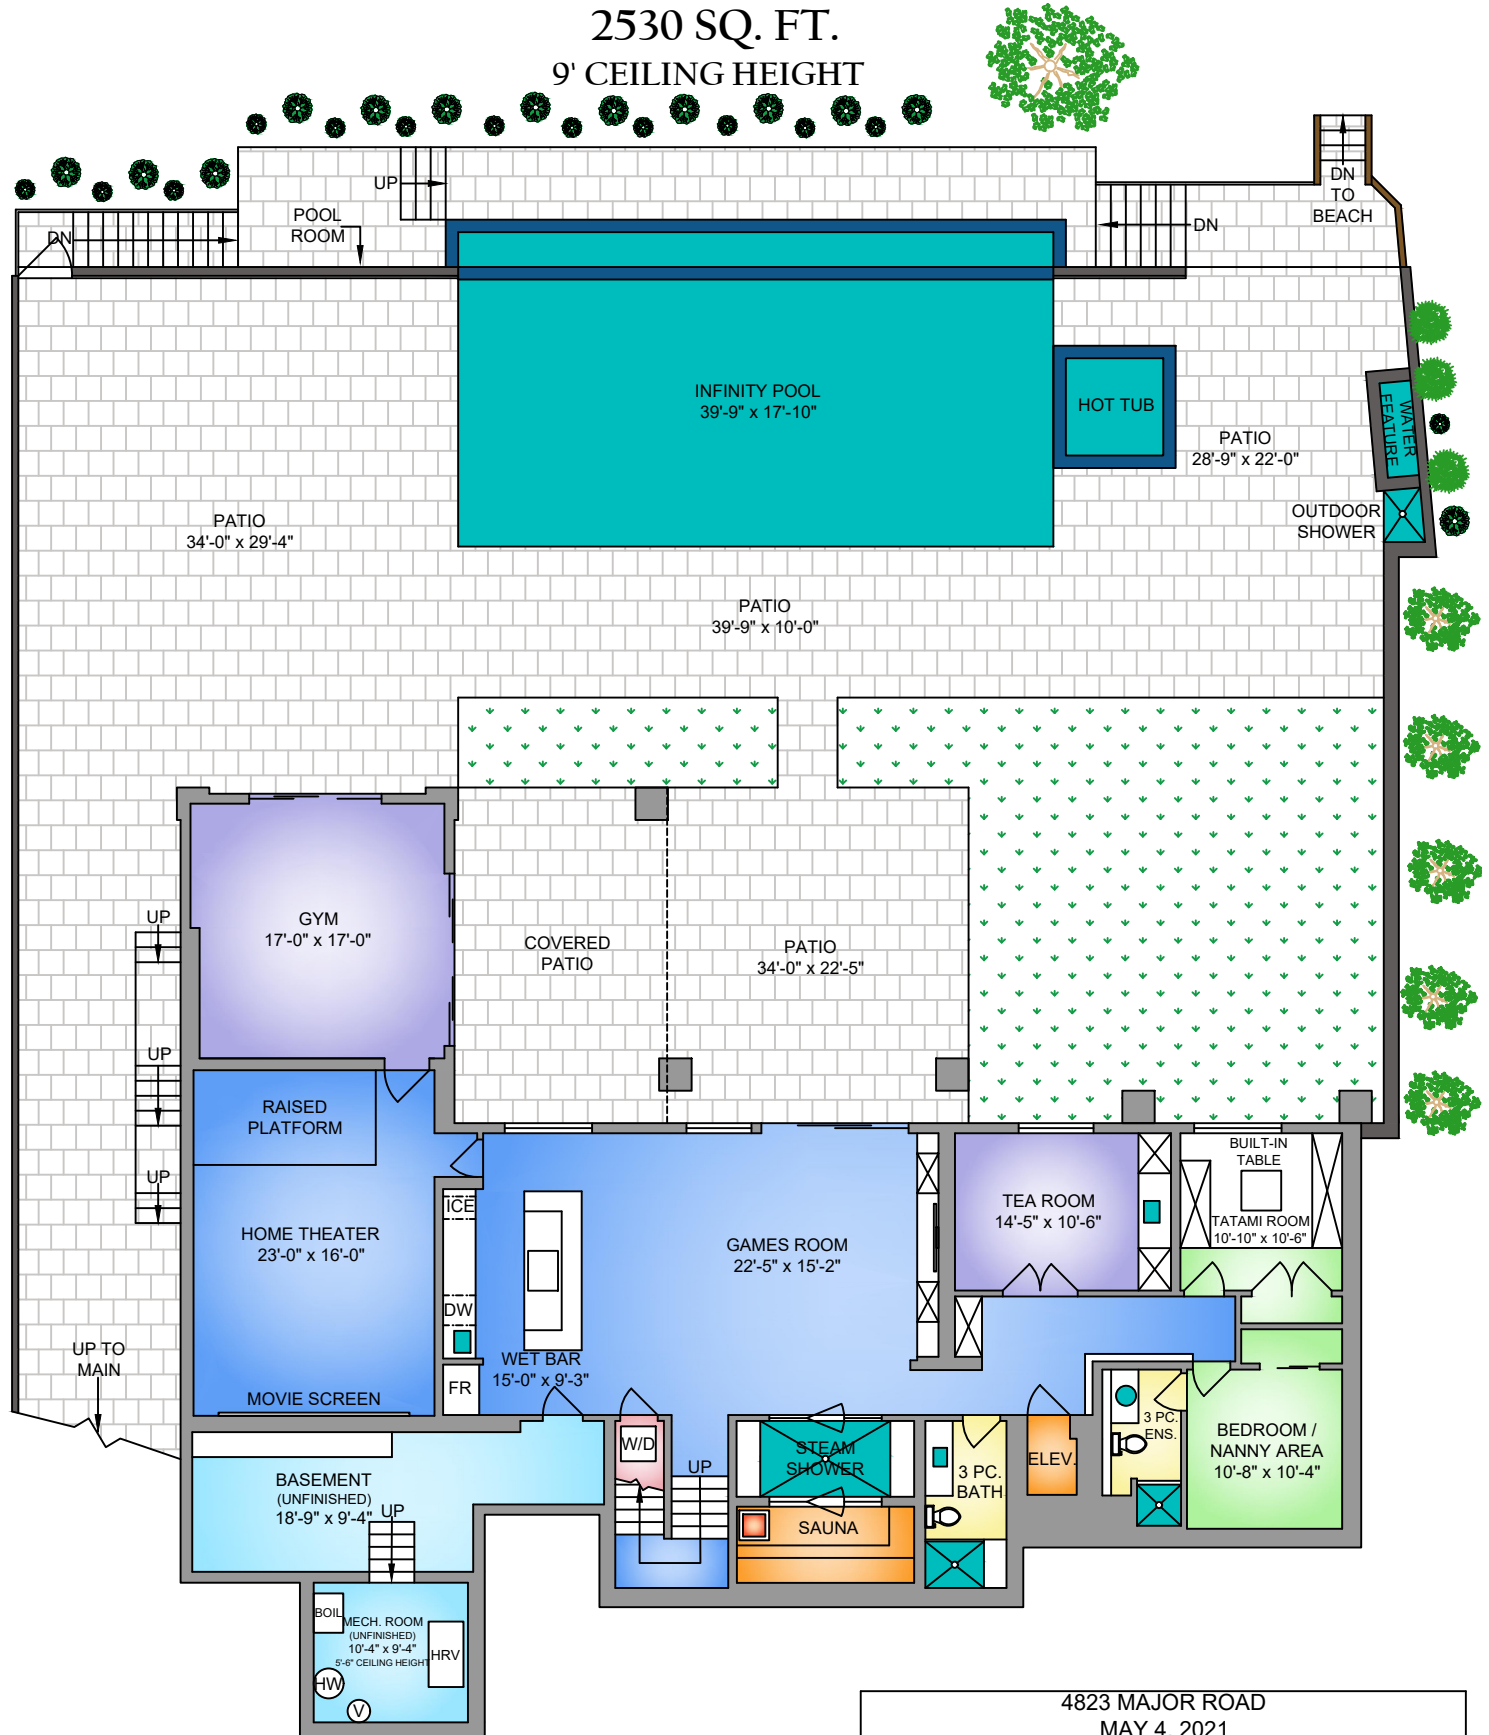 2530 SQ. FT.
9' CEILING HEIGHT
UP
POOL
ROOM
DN
DN
DN
TO
BEACH
INFINITY POOL
39'-9" x 17'-10"
HOT TUB
WATER
FEATURE
PATIO
28'-9" x 22'-0"
OUTDOOR
SHOWER
PATIO
34'-0" x 29'-4"
PATIO
39'-9" x 10'-0"
GYM
17'-0" x 17'-0"
UP
COVERED
PATIO
PATIO
34'-0" x 22'-5"
UP
RAISED
PLATFORM
UP
BUILT-IN
TABLE
ICE
TEA ROOM
14'-5" x 10'-6"
TATAMI ROOM
10'-10" x 10'-6"
HOME THEATER
23'-0" x 16'-0"
GAMES ROOM
22'-5" x 15'-2"
DW
UP TO
MAIN
WET BAR
15'-0" x 9'-3"
FR
MOVIE SCREEN
3 PC.
ENS.
BEDROOM /
NANNY AREA
10'-8" x 10'-4"
W/D
STEAM
SHOWER
ELEV.
UP
3 PC.
BATH
BASEMENT
(UNFINISHED)
18'-9" x 9'-4"
UP
SAUNA
BOIL
MECH. ROOM
(UNFINISHED)
10'-4" x 9'-4"
5'-6" CEILING HEIGHT
HRV
HW
V
4823 MAJOR ROAD
MAY 4, 2021